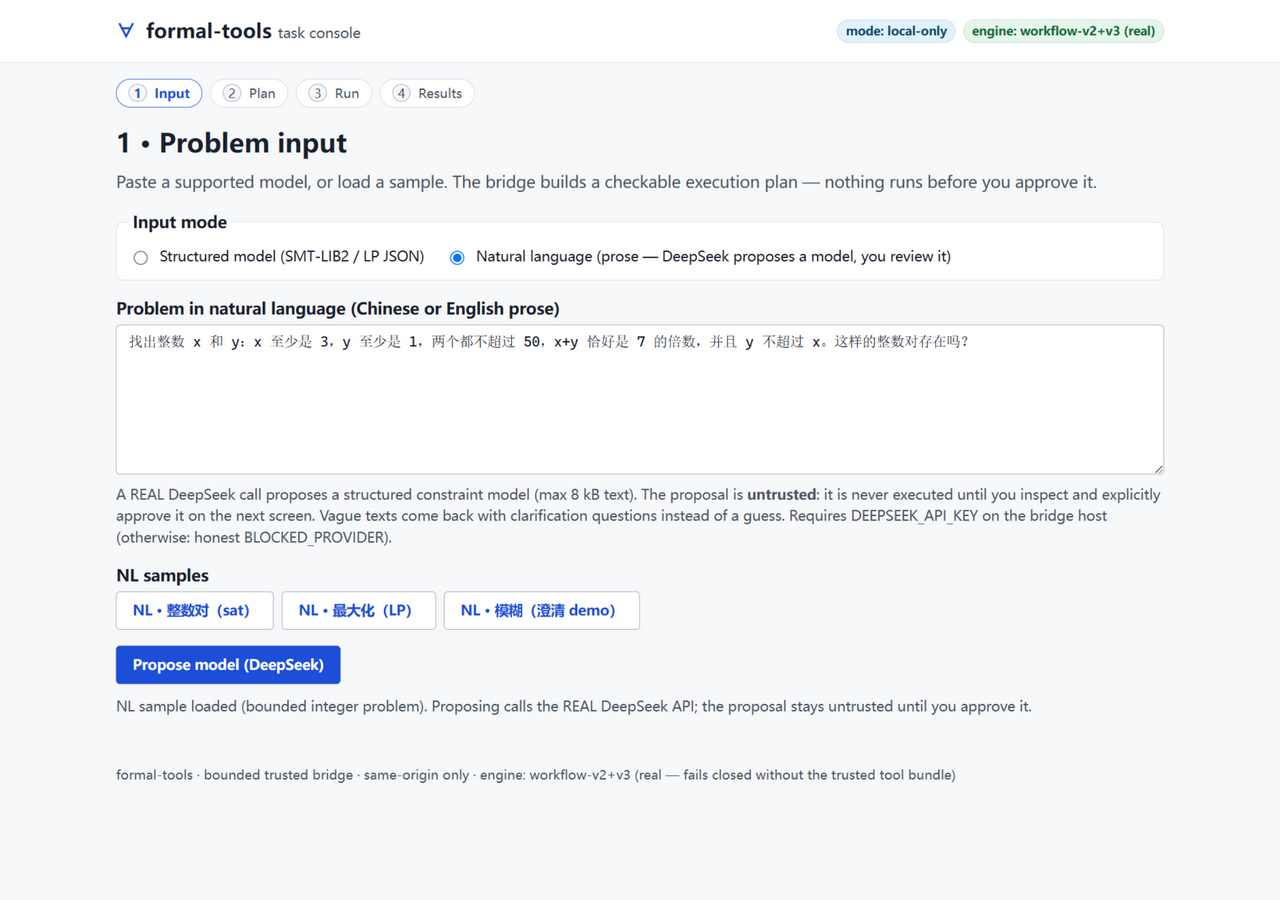 ∀ formal-tools task console
mode: local-only
engine: workflow-v2+v3 (real)
1 Input
2 Plan
3 Run
4 Results
1 • Problem input
Paste a supported model, or load a sample. The bridge builds a checkable execution plan — nothing runs before you approve it.
Input mode
Structured model (SMT-LIB2 / LP JSON)
Natural language (prose — DeepSeek proposes a model, you review it)
Problem in natural language (Chinese or English prose)
找出整数 x 和 y：x 至少是 3，y 至少是 1，两个都不超过 50，x+y 恰好是 7 的倍数，并且 y 不超过 x。这样的整数对存在吗？
A REAL DeepSeek call proposes a structured constraint model (max 8 kB text). The proposal is untrusted: it is never executed until you inspect and explicitly
approve it on the next screen. Vague texts come back with clarification questions instead of a guess. Requires DEEPSEEK_API_KEY on the bridge host
(otherwise: honest BLOCKED_PROVIDER).
NL samples
NL • 整数对（sat）
NL • 最大化（LP）
NL • 模糊（澄清 demo）
Propose model (DeepSeek)
NL sample loaded (bounded integer problem). Proposing calls the REAL DeepSeek API; the proposal stays untrusted until you approve it.
formal-tools · bounded trusted bridge · same-origin only · engine: workflow-v2+v3 (real — fails closed without the trusted tool bundle)